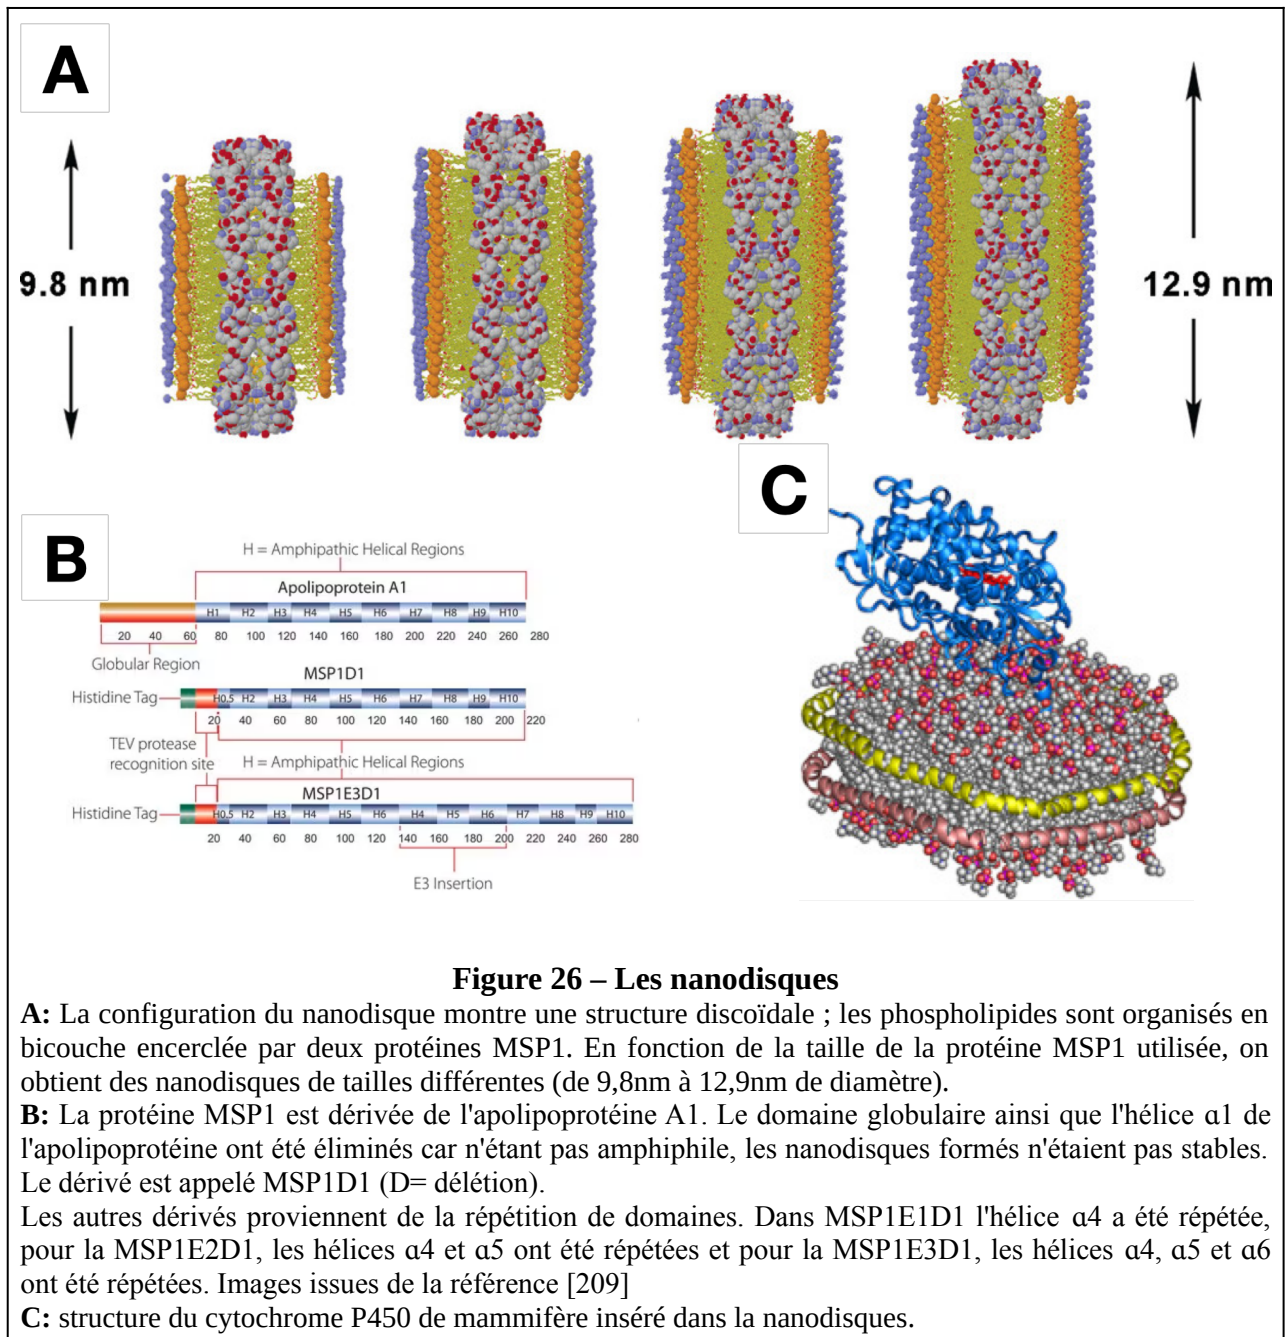 A
9.8 nm
12.9 nm
C
B
H = Amphipathic Helical Regions
Apolipoprotein A1
H1 H2 H3 H4 H5 H6 H7 H8 H9 H10
20 40 60 80 100 120 140 160 180 200 220 240 260 280
Globular Region
MSP1D1
Histidine Tag
H0.5 H2 H3 H4 H5 H6 H7 H8 H9 H10
20 40 60 80 100 120 140 160 180 200 220
TEV protease
recognition site
H = Amphipathic Helical Regions
MSP1E3D1
Histidine Tag
H0.5 H2 H3 H4 H5 H6 H4 H5 H6 H7 H8 H9 H10
20 40 60 80 100 120 140 160 180 200 220 240 260 280
E3 Insertion
Figure 26 – Les nanodisques
A: La configuration du nanodisque montre une structure discoïdale ; les phospholipides sont organisés en
bicouche encerclée par deux protéines MSP1. En fonction de la taille de la protéine MSP1 utilisée, on
obtient des nanodisques de tailles différentes (de 9,8nm à 12,9nm de diamètre).
B: La protéine MSP1 est dérivée de l'apolipoprotéine A1. Le domaine globulaire ainsi que l'hélice α1 de
l'apolipoprotéine ont été éliminés car n'étant pas amphiphile, les nanodisques formés n'étaient pas stables.
Le dérivé est appelé MSP1D1 (D= délétion).
Les autres dérivés proviennent de la répétition de domaines. Dans MSP1E1D1 l'hélice α4 a été répétée,
pour la MSP1E2D1, les hélices α4 et α5 ont été répétées et pour la MSP1E3D1, les hélices α4, α5 et α6
ont été répétées. Images issues de la référence [209]
C: structure du cytochrome P450 de mammifère inséré dans la nanodisques.